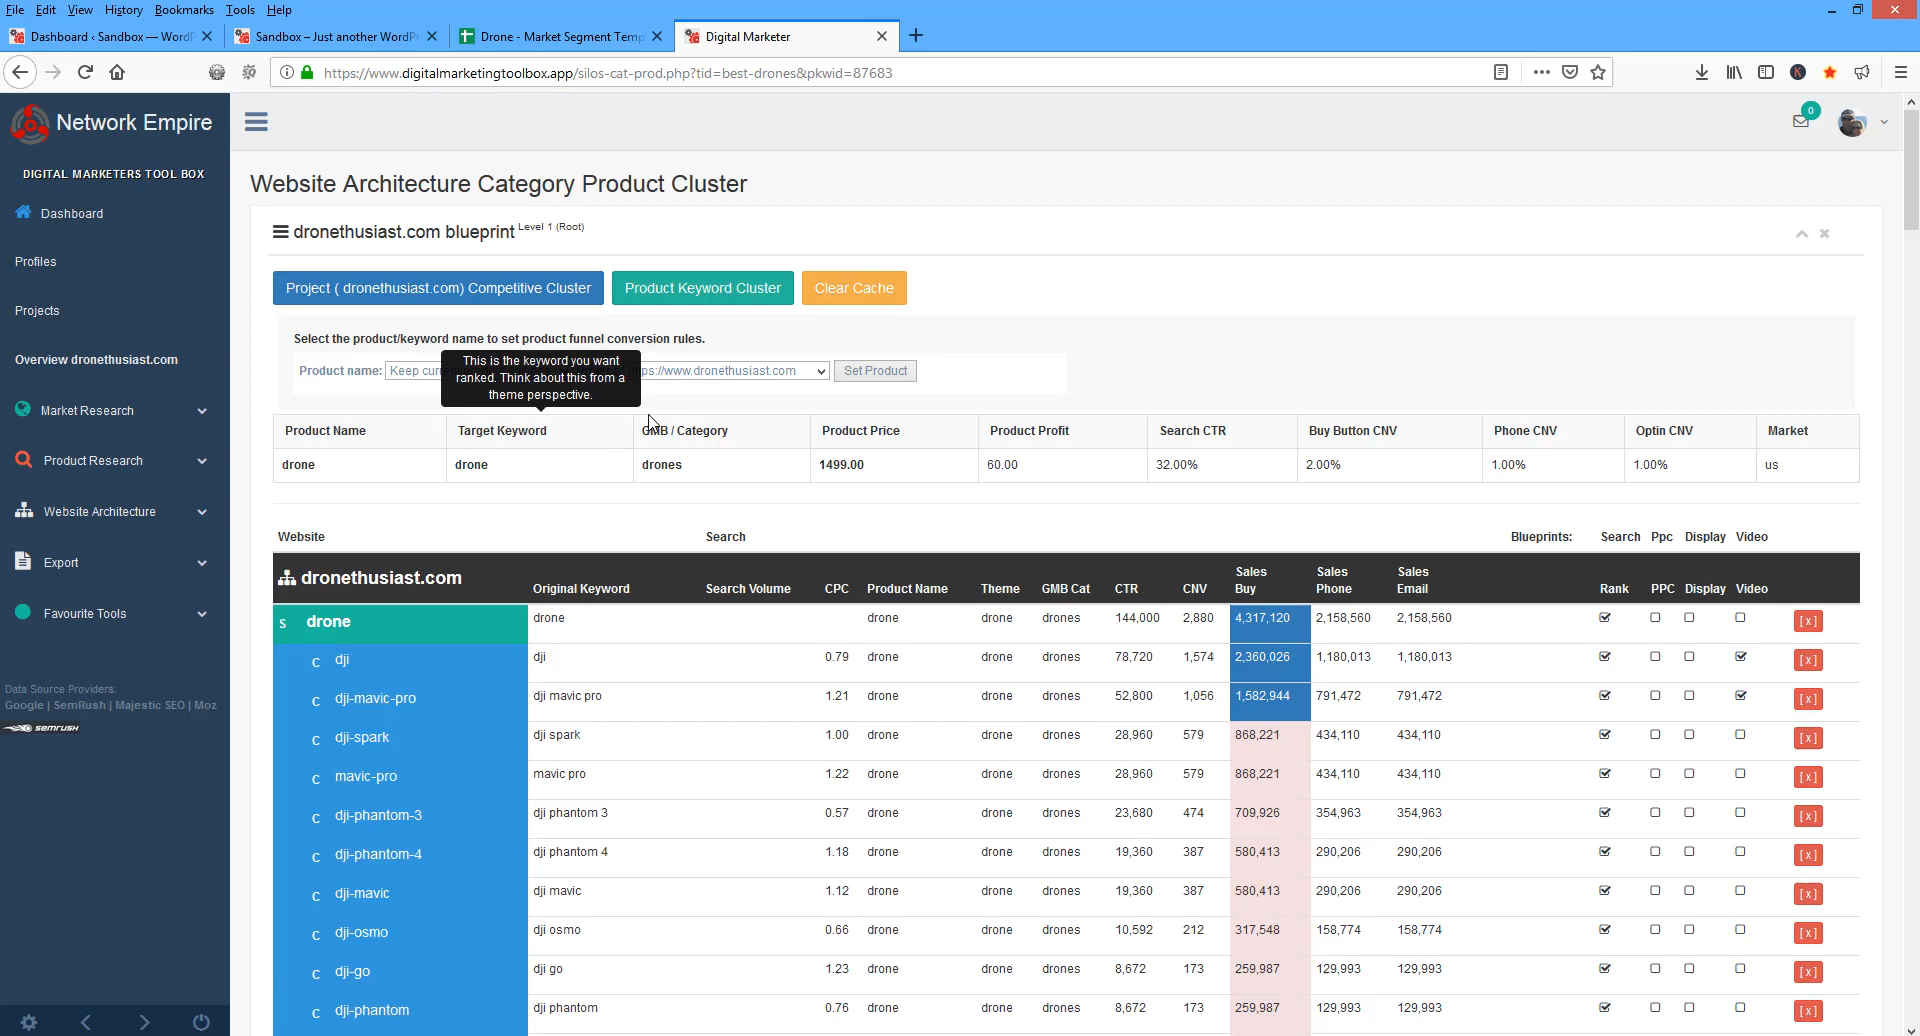 File Edit View History Bookmarks Tools Help
Dashboard ‹ Sandbox — WordP
Sandbox – Just another WordP
Drone - Market Segment Temp
Digital Marketer
https://www.digitalmarketingtoolbox.app/silos-cat-prod.php?tid=best-drones&pkwid=87683
Network Empire
0
DIGITAL MARKETERS TOOL BOX
Dashboard
Profiles
Projects
Overview dronethusiast.com
Market Research
Product Research
Website Architecture
Export
Favourite Tools
Data Source Providers:
Google | SemRush | Majestic SEO | Moz
SEMRUSH
Website Architecture Category Product Cluster
dronethusiast.com blueprint Level 1 (Root)
Project ( dronethusiast.com) Competitive Cluster Product Keyword Cluster Clear Cache
Select the product/keyword name to set product funnel conversion rules.
Product name: Keep curr ps://www.dronethusiast.com Set Product
This is the keyword you want
ranked. Think about this from a
theme perspective.
Product Name Target Keyword GMB / Category Product Price Product Profit Search CTR Buy Button CNV Phone CNV Optin CNV Market
drone drone drones 1499.00 60.00 32.00% 2.00% 1.00% 1.00% us
Website Search Blueprints: Search Ppc Display Video
dronethusiast.com Original Keyword Search Volume CPC Product Name Theme GMB Cat CTR CNV Sales Buy Sales Phone Sales Email Rank PPC Display Video
S drone drone drone drone drones 144,000 2,880 4,317,120 2,158,560 2,158,560 [ x ]
C dji dji 0.79 drone drone drones 78,720 1,574 2,360,026 1,180,013 1,180,013 [ x ]
C dji-mavic-pro dji mavic pro 1.21 drone drone drones 52,800 1,056 1,582,944 791,472 791,472 [ x ]
C dji-spark dji spark 1.00 drone drone drones 28,960 579 868,221 434,110 434,110 [ x ]
C mavic-pro mavic pro 1.22 drone drone drones 28,960 579 868,221 434,110 434,110 [ x ]
C dji-phantom-3 dji phantom 3 0.57 drone drone drones 23,680 474 709,926 354,963 354,963 [ x ]
C dji-phantom-4 dji phantom 4 1.18 drone drone drones 19,360 387 580,413 290,206 290,206 [ x ]
C dji-mavic dji mavic 1.12 drone drone drones 19,360 387 580,413 290,206 290,206 [ x ]
C dji-osmo dji osmo 0.66 drone drone drones 10,592 212 317,548 158,774 158,774 [ x ]
C dji-go dji go 1.23 drone drone drones 8,672 173 259,987 129,993 129,993 [ x ]
C dji-phantom dji phantom 0.76 drone drone drones 8,672 173 259,987 129,993 129,993 [ x ]